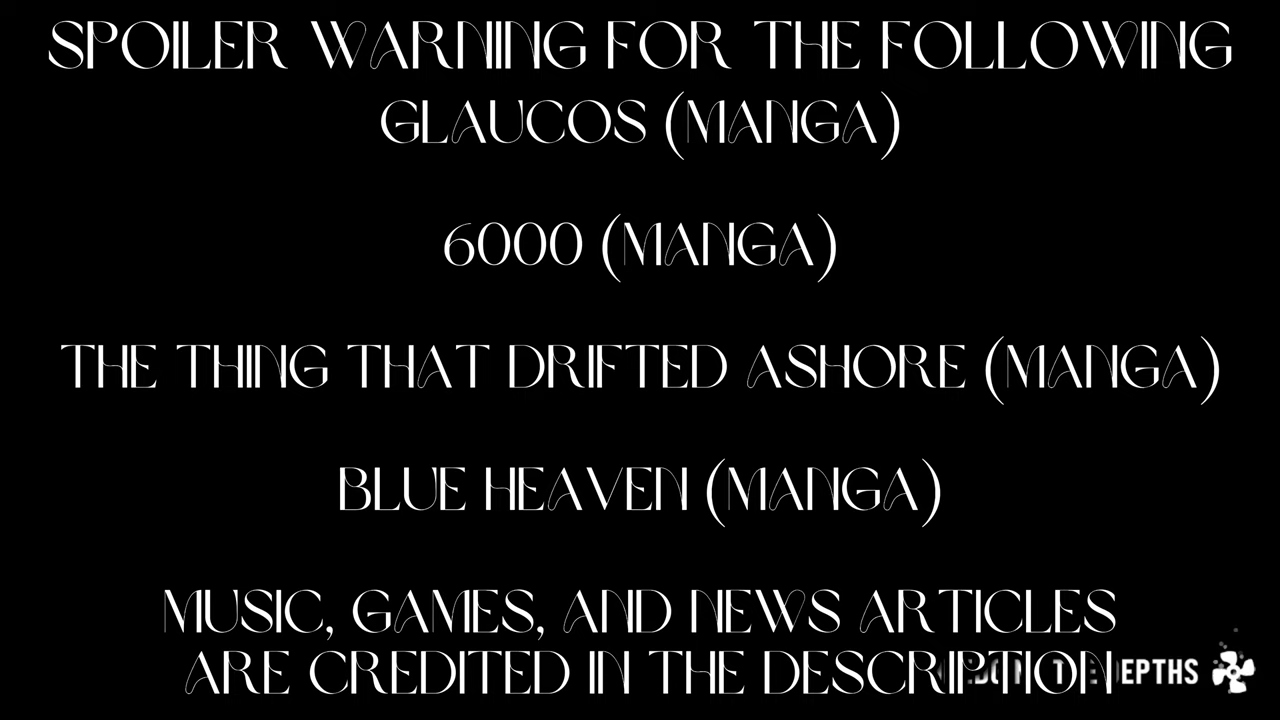 SPOILER WARNING FOR THE FOLLOWING
GLAUCOS (MANGA)
6000 (MANGA)
THE THING THAT DRIFTED ASHORE (MANGA)
BLUE HEAVEN (MANGA)
MUSIC, GAMES, AND NEWS ARTICLES
ARE CREDITED IN THE DESCRIPTION
DEPTHS